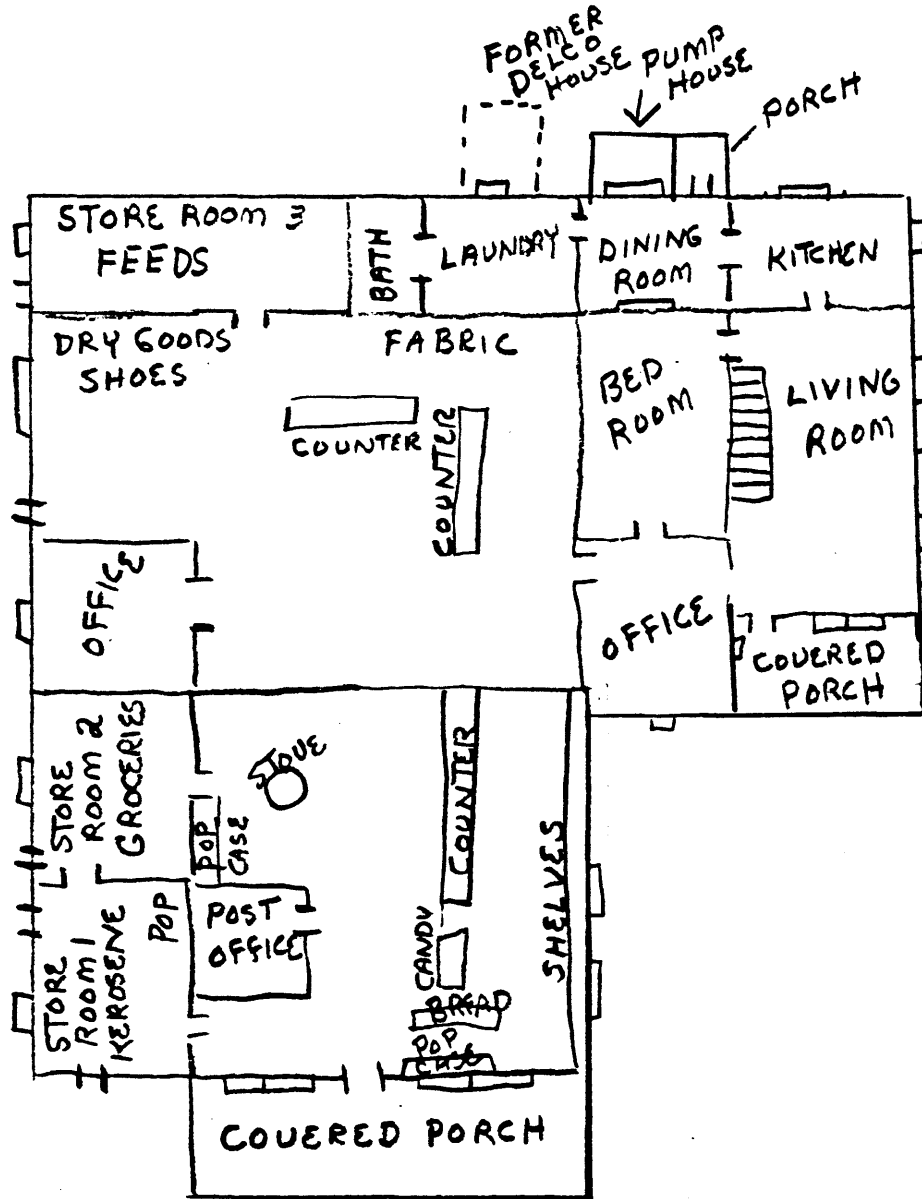 FORMER
DELCO
HOUSE
PUMP
HOUSE
PORCH
STORE ROOM 3
FEEDS
BATH
LAUNDRY
DINING
ROOM
KITCHEN
DRY GOODS
SHOES
FABRIC
COUNTER
COUNTER
BED
ROOM
LIVING
ROOM
OFFICE
OFFICE
COVERED
PORCH
STORE
ROOM 2
GROCERIES
STOVE
POP
CASE
COUNTER
SHELVES
STORE
ROOM 1
KEROSENE
POP
POST
OFFICE
CANDY
BREAD
POP
CASE
COVERED PORCH